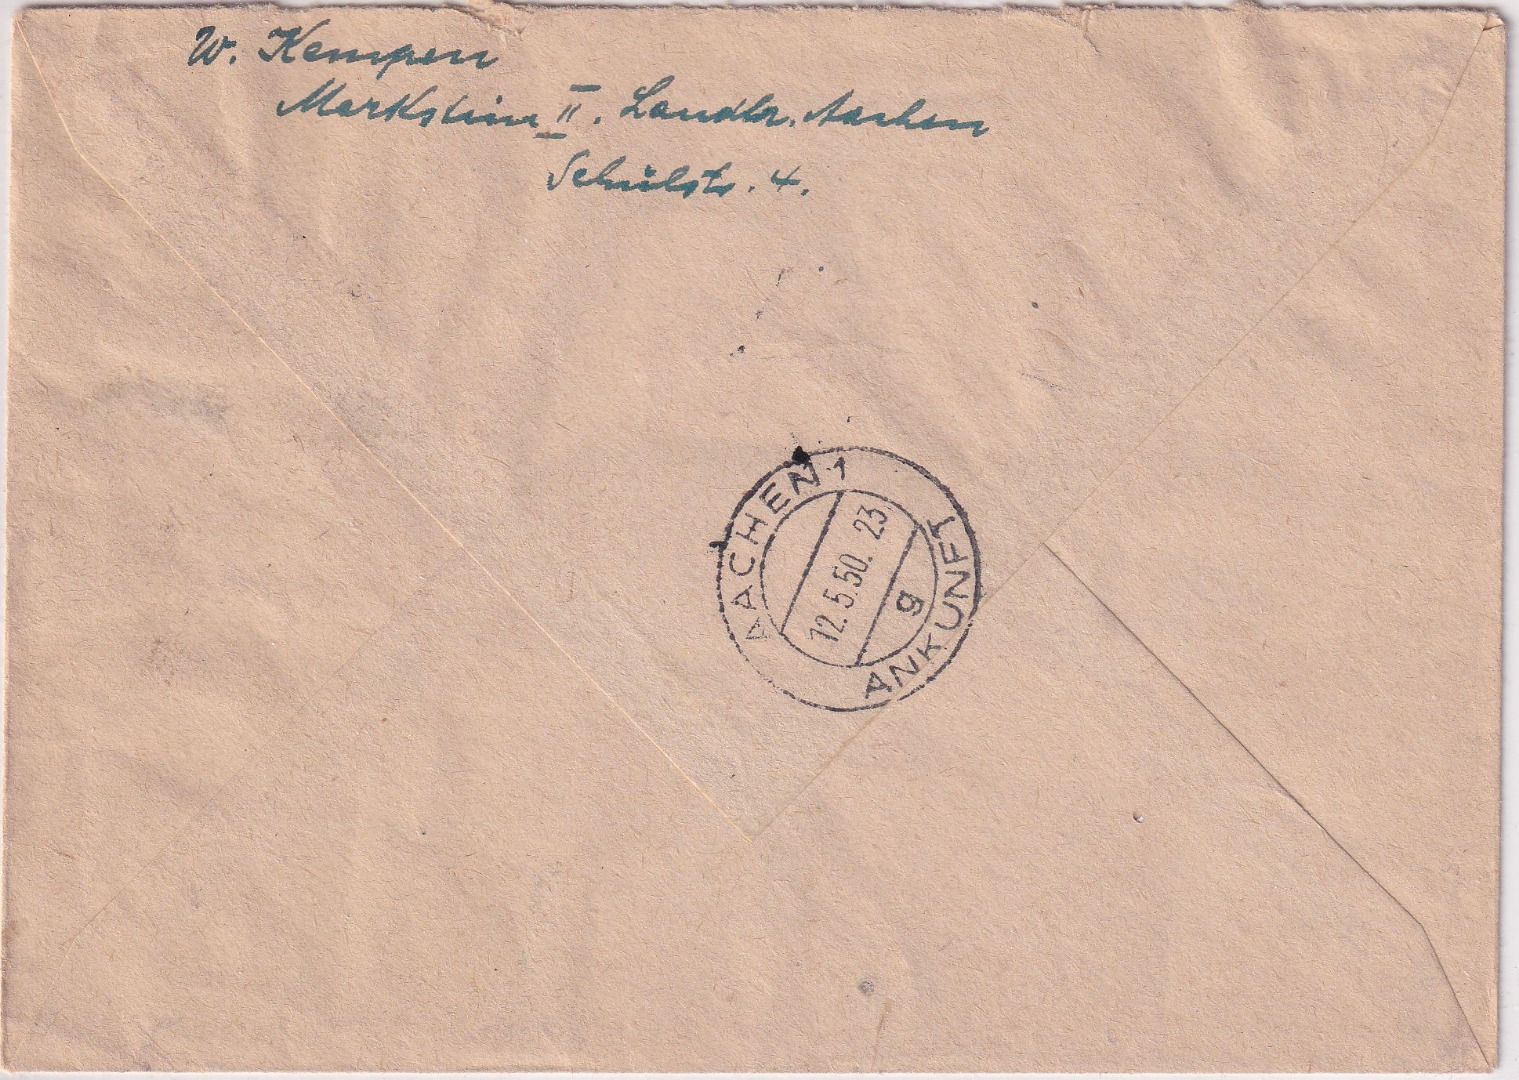 W. Kempen
Merkstein II. Landkr. Aachen
Schulstr. 4.
AACHEN 1
12.5.50. 23
g
ANKUNFT